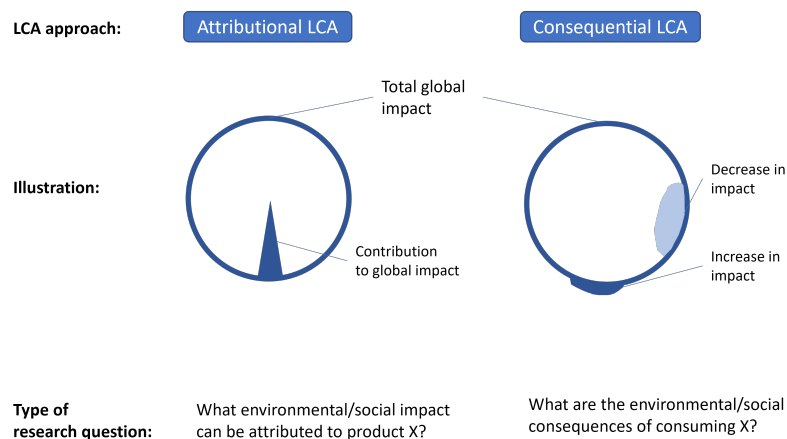 LCA approach:
Attributional LCA
Consequential LCA
Total global
impact
Illustration:
Contribution
to global impact
Decrease in
impact
Increase in
impact
Type of
research question:
What environmental/social impact
can be attributed to product X?
What are the environmental/social
consequences of consuming X?